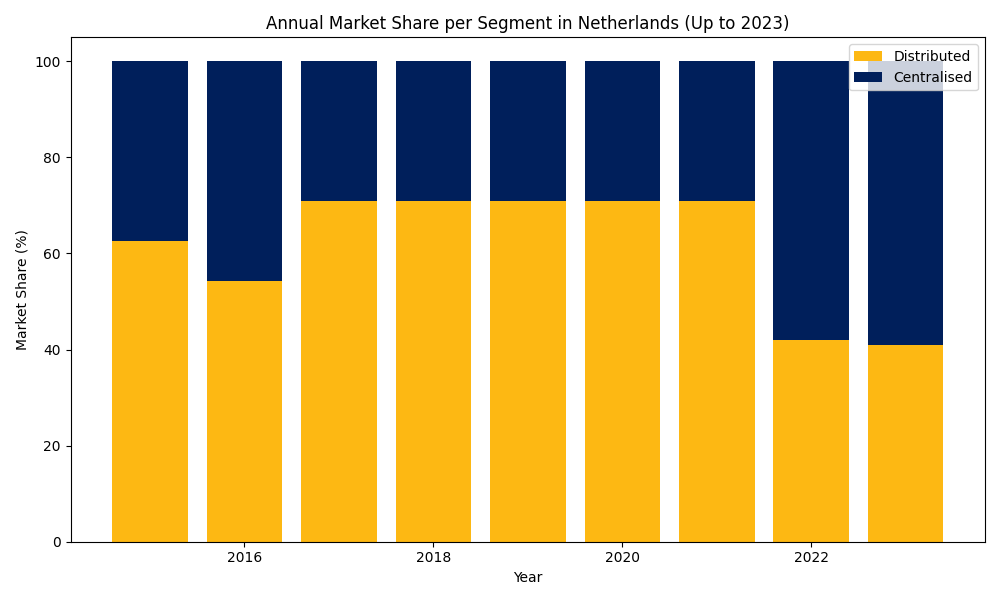 Annual Market Share per Segment in Netherlands (Up to 2023)
Distributed
Centralised
Market Share (%)
100
80
60
40
20
0
2016
2018
2020
2022
Year